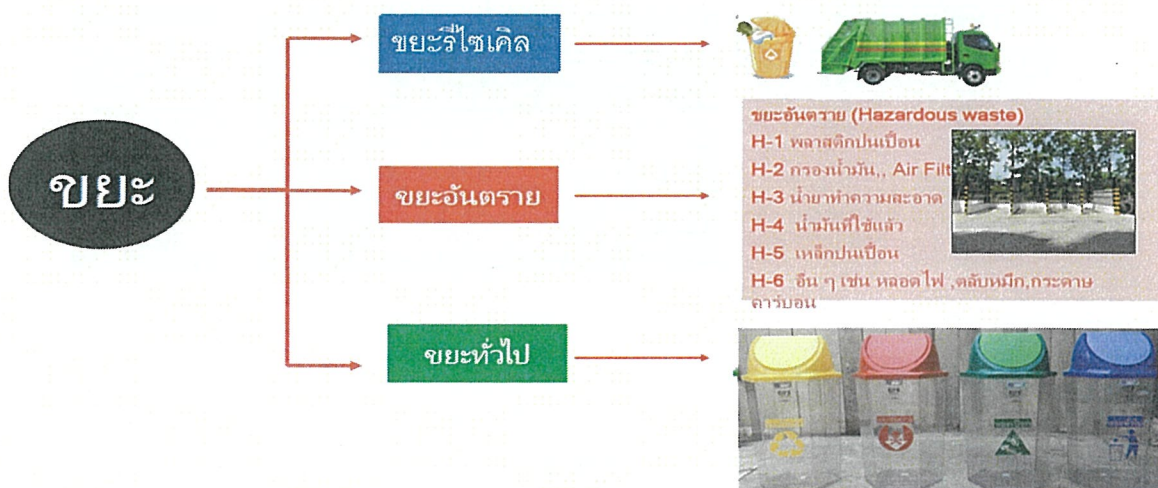 ขยะ
ขยะรีไซเคิล
ขยะอันตราย
ขยะทั่วไป
ขยะอันตราย (Hazardous waste)
H-1 พลาสติกปนเปื้อน
H-2 กรองน้ำมัน,, Air Filt
H-3 น้ำยาทำความสะอาด
H-4 น้ำมันที่ใช้แล้ว
H-5 เหล็กปนเปื้อน
H-6 อื่น ๆ เช่น หลอดไฟ ,ตลับหมึก,กระดาษ
คาร์บอน